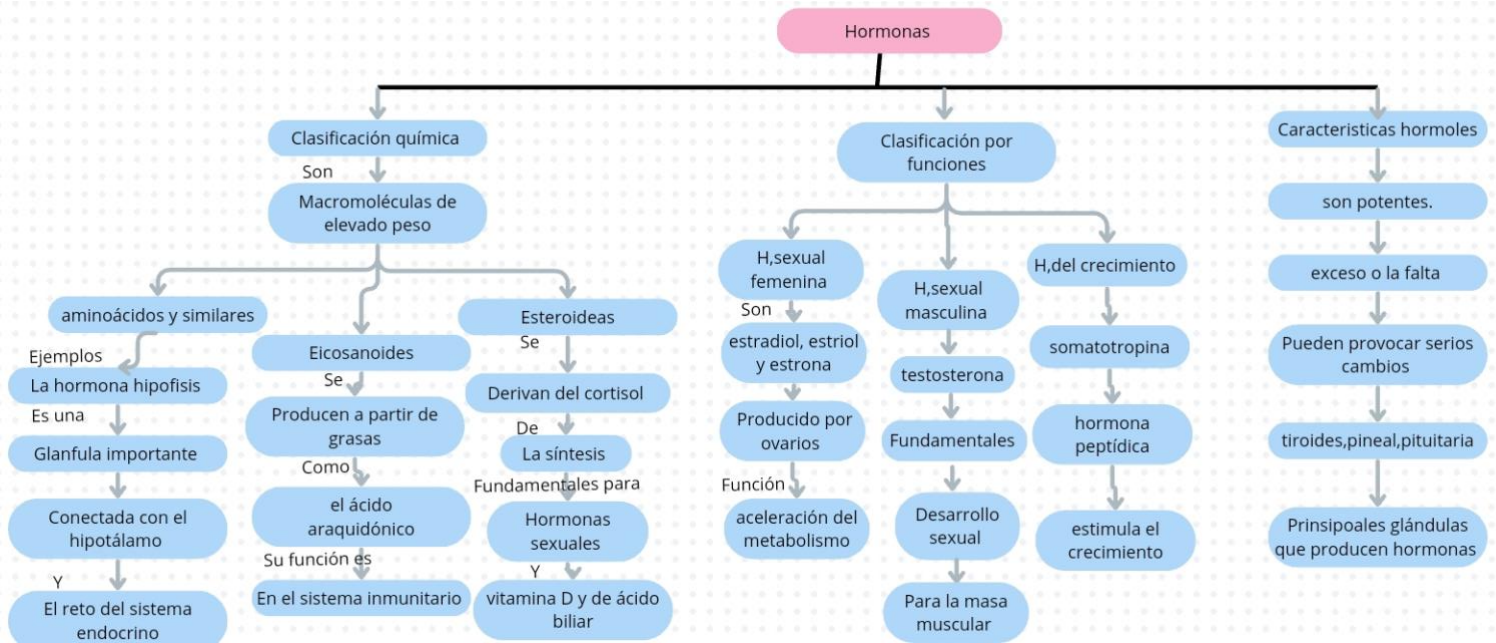 Hormonas
Clasificación química
Son
Macromoléculas de
elevado peso
aminoácidos y similares
Ejemplos
La hormona hipofisis
Es una
Glanfula importante
Conectada con el
hipotálamo
Y
El reto del sistema
endocrino
Eicosanoides
Se
Producen a partir de
grasas
Como
el ácido
araquidónico
Su función es
En el sistema inmunitario
Esteroideas
Se
Derivan del cortisol
De
La síntesis
Fundamentales para
Hormonas
sexuales
Y
vitamina D y de ácido
biliar
Clasificación por
funciones
H,sexual
femenina
Son
estradiol, estriol
y estrona
Producido por
ovarios
Función
aceleración del
metabolismo
H,sexual
masculina
testosterona
Fundamentales
Desarrollo
sexual
Para la masa
muscular
H,del crecimiento
somatotropina
hormona
peptídica
estimula el
crecimiento
Caracteristicas hormoles
son potentes.
exceso o la falta
Pueden provocar serios
cambios
tiroides,pineal,pituitaria
Prinsipoales glándulas
que producen hormonas